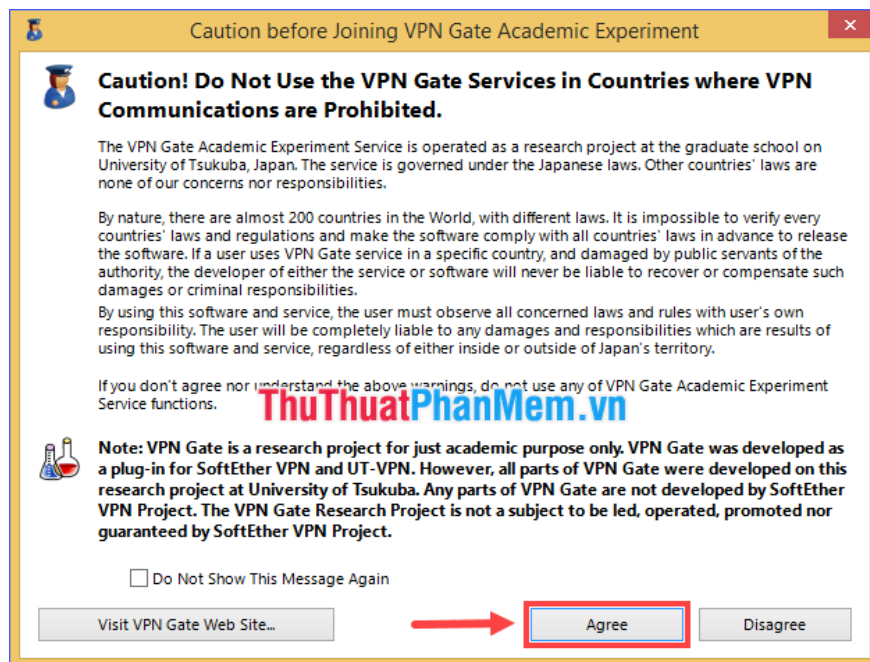 Caution before Joining VPN Gate Academic Experiment
Caution! Do Not Use the VPN Gate Services in Countries where VPN
Communications are Prohibited.
The VPN Gate Academic Experiment Service is operated as a research project at the graduate school on
University of Tsukuba, Japan. The service is governed under the Japanese laws. Other countries' laws are
none of our concerns nor responsibilities.
By nature, there are almost 200 countries in the World, with different laws. It is impossible to verify every
countries' laws and regulations and make the software comply with all countries' laws in advance to release
the software. If a user uses VPN Gate service in a specific country, and damaged by public servants of the
authority, the developer of either the service or software will never be liable to recover or compensate such
damages or criminal responsibilities.
By using this software and service, the user must observe all concerned laws and rules with user's own
responsibility. The user will be completely liable to any damages and responsibilities which are results of
using this software and service, regardless of either inside or outside of Japan's territory.
If you don't agree nor understand the above warnings, do not use any of VPN Gate Academic Experiment
Service functions.
ThuThuatPhanMem.vn
Note: VPN Gate is a research project for just academic purpose only. VPN Gate was developed as
a plug-in for SoftEther VPN and UT-VPN. However, all parts of VPN Gate were developed on this
research project at University of Tsukuba. Any parts of VPN Gate are not developed by SoftEther
VPN Project. The VPN Gate Research Project is not a subject to be led, operated, promoted nor
guaranteed by SoftEther VPN Project.
Do Not Show This Message Again
Visit VPN Gate Web Site...
Agree
Disagree